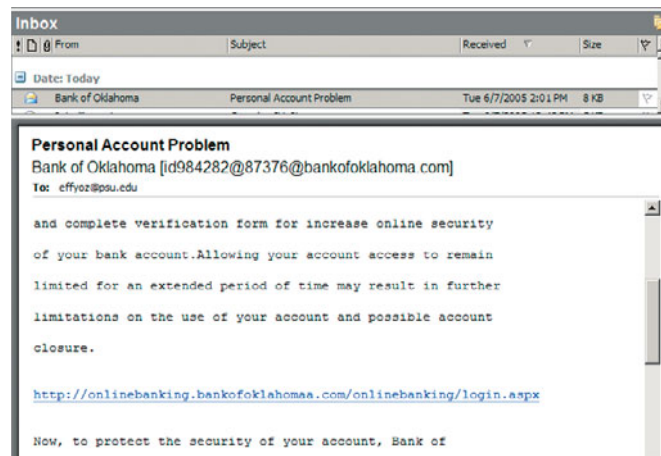 Inbox
! From Subject Received Size
Date: Today
Bank of Oklahoma Personal Account Problem Tue 6/7/2005 2:01 PM 8 KB
Personal Account Problem
Bank of Oklahoma [id984282@87376@bankofoklahoma.com]
To: effyoz@psu.edu
and complete verification form for increase online security
of your bank account.Allowing your account access to remain
limited for an extended period of time may result in further
limitations on the use of your account and possible account
closure.
http://onlinebanking.bankofoklahomaa.com/onlinebanking/login.aspx
Now, to protect the security of your account, Bank of